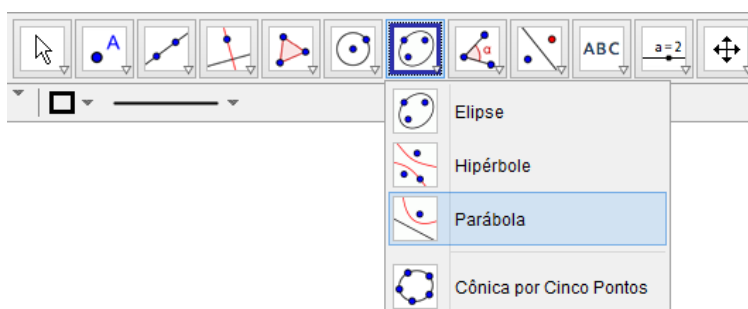 A
α
ABC
a=2
Elipse
Hipérbole
Parábola
Cônica por Cinco Pontos